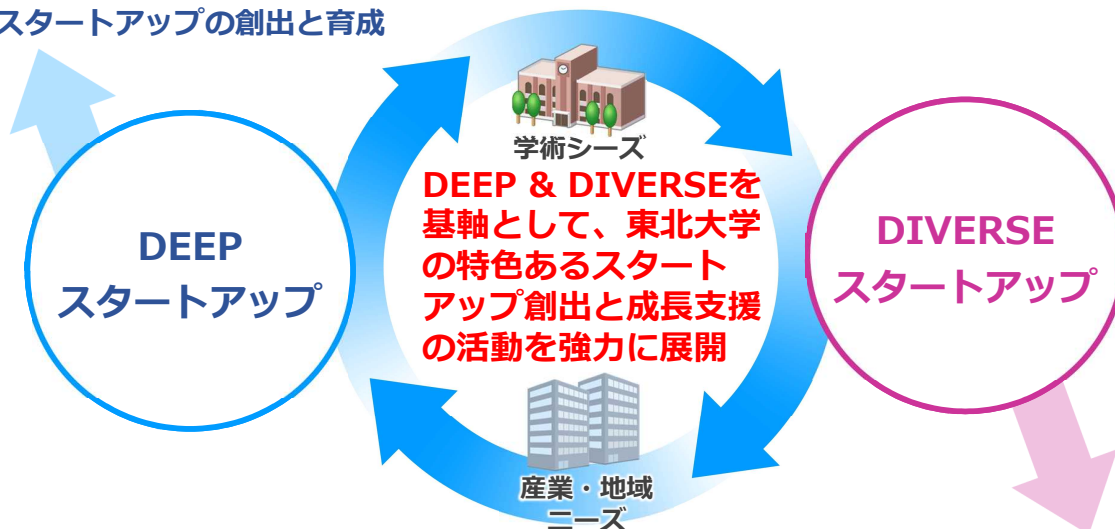 スタートアップの創出と育成
学術シーズ
DEEP & DIVERSEを
基軸として、東北大学
の特色あるスタート
アップ創出と成長支援
の活動を強力に展開
DEEP
スタートアップ
DIVERSE
スタートアップ
産業・地域
ニーズ